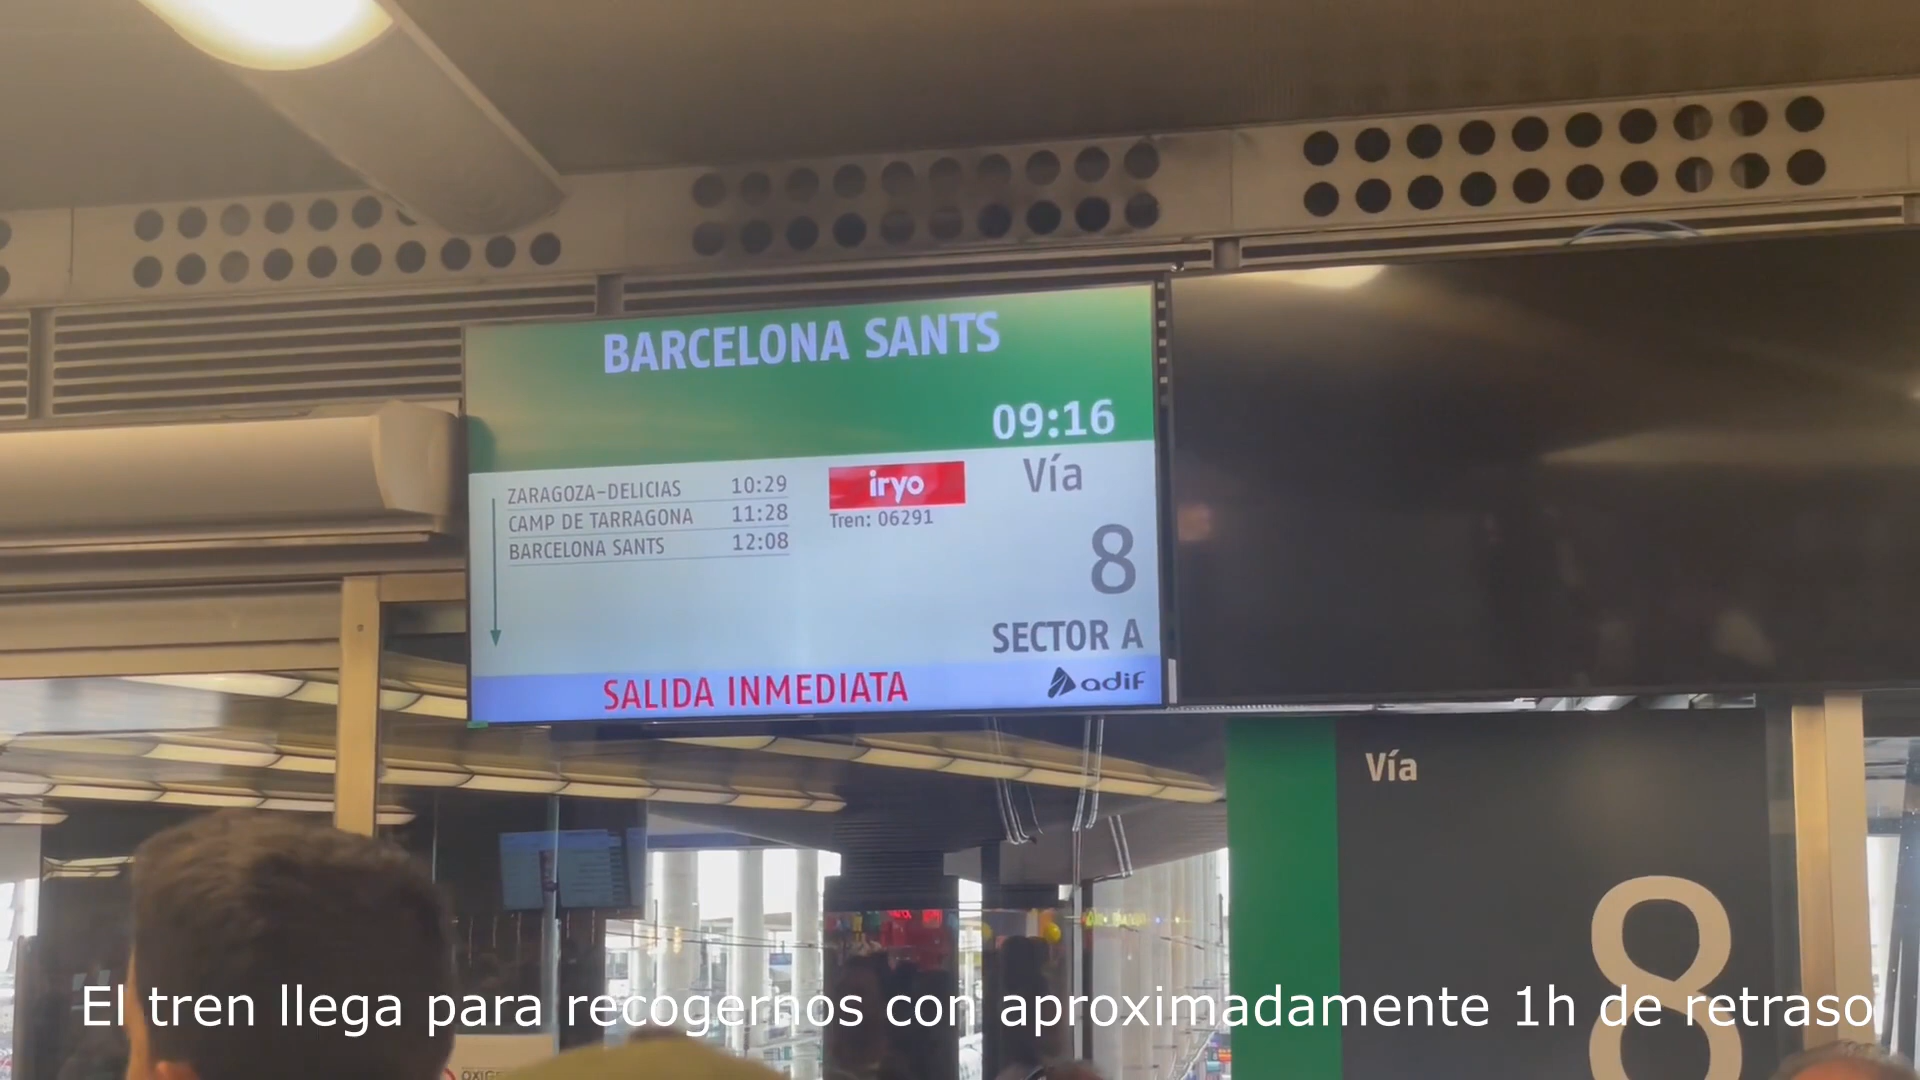 BARCELONA SANTS
09:16
ZARAGOZA-DELICIAS 10:29
CAMP DE TARRAGONA 11:28
BARCELONA SANTS 12:08
iryo
Tren: 06291
Vía
8
SECTOR A
SALIDA INMEDIATA
adif
Vía
8
El tren llega para recogernos con aproximadamente 1h de retraso